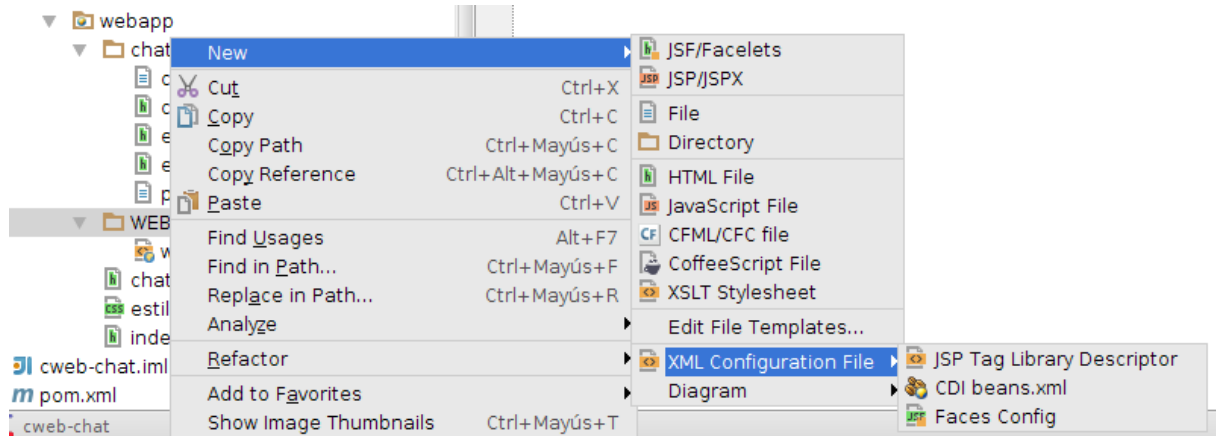 webapp
chat
New
Cut Ctrl+X
Copy Ctrl+C
Copy Path Ctrl+Mayús+C
Copy Reference Ctrl+Alt+Mayús+C
Paste Ctrl+V
WEB
Find Usages Alt+F7
Find in Path... Ctrl+Mayús+F
chat
Replace in Path... Ctrl+Mayús+R
estil
Analyze
inde
Refactor
cweb-chat.iml
Add to Favorites
pom.xml
Show Image Thumbnails Ctrl+Mayús+T
cweb-chat
JSF/Facelets
JSP/JSPX
File
Directory
HTML File
JavaScript File
CFML/CFC file
CoffeeScript File
XSLT Stylesheet
Edit File Templates...
XML Configuration File
Diagram
JSP Tag Library Descriptor
CDI beans.xml
Faces Config